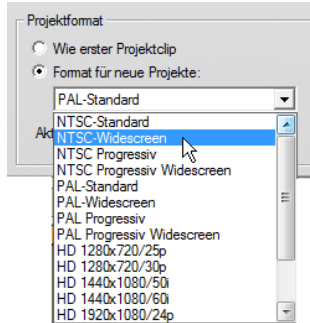 Projektformat
Wie erster Projektclip
Format für neue Projekte:
PAL-Standard
NTSC-Standard
NTSC-Widescreen
NTSC Progressiv
NTSC Progressiv Widescreen
PAL-Standard
PAL-Widescreen
PAL Progressiv
PAL Progressiv Widescreen
HD 1280x720/25p
HD 1280x720/30p
HD 1440x1080/50i
HD 1440x1080/60i
HD 1920x1080/24p